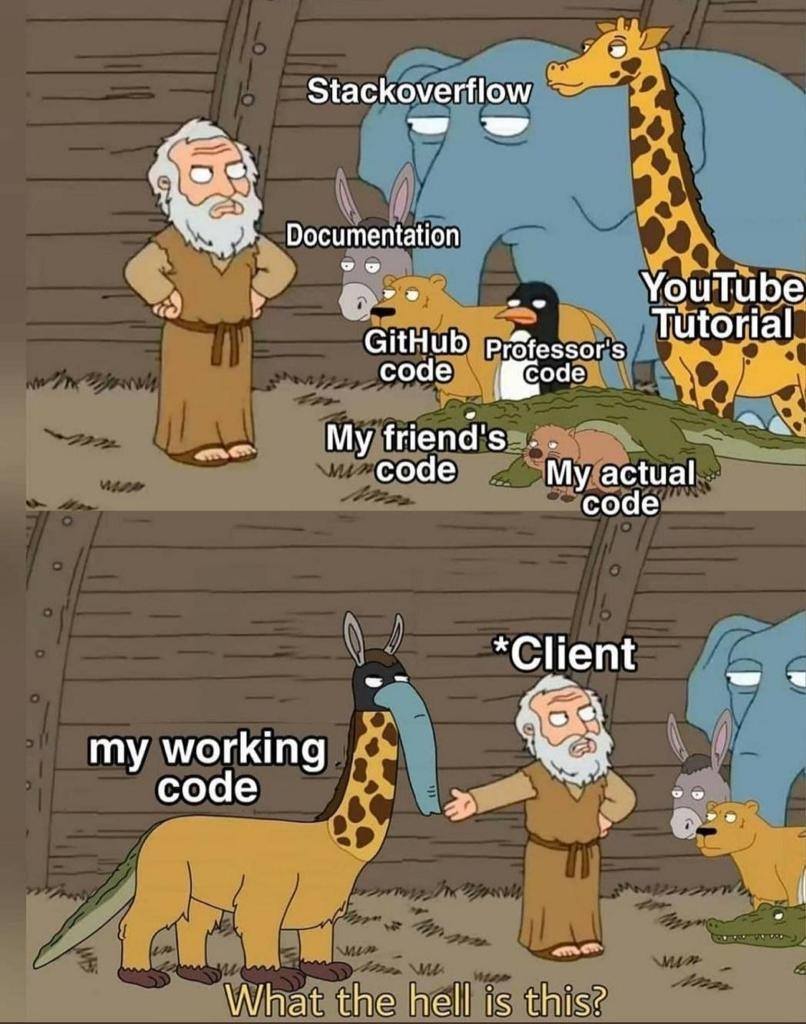 Stackoverflow
Documentation
YouTube
Tutorial
GitHub
code
Professor's
code
My friend's
code
My actual
code
*Client
my working
code
What the hell is this?